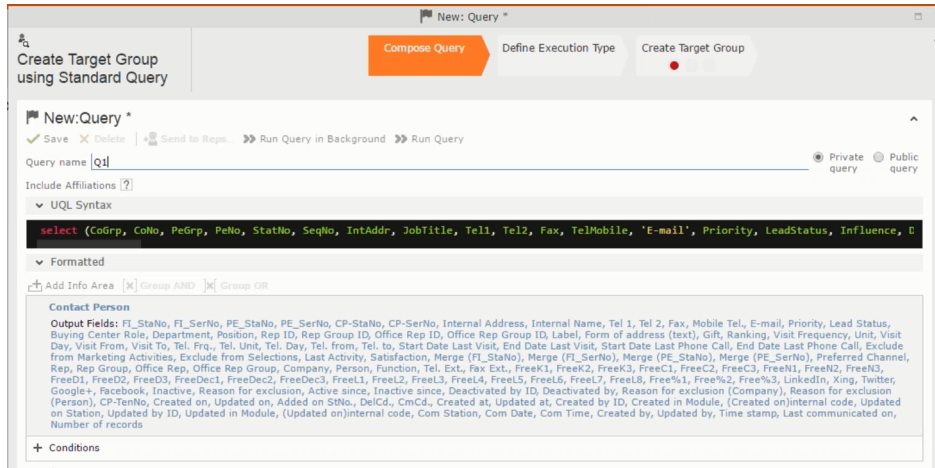 New: Query *
Create Target Group
using Standard Query
Compose Query
Define Execution Type
Create Target Group
New:Query *
Save Delete Send to Reps... Run Query in Background Run Query
Query name Q1
Private query
Public query
Include Affiliations ?
UQL Syntax
select (CoGrp, CoNo, PeGrp, PeNo, StatNo, SeqNo, IntAddr, JobTitle, Tel1, Tel2, Fax, TelMobile, 'E-mail', Priority, LeadStatus, Influence, D
Formatted
Add Info Area Group AND Group OR
Contact Person
Output Fields: FI_StaNo, FI_SerNo, PE_StaNo, PE_SerNo, CP-StaNo, CP-SerNo, Internal Address, Internal Name, Tel 1, Tel 2, Fax, Mobile Tel., E-mail, Priority, Lead Status,
Buying Center Role, Department, Position, Rep ID, Rep Group ID, Office Rep ID, Office Rep Group ID, Label, Form of address (text), Gift, Ranking, Visit Frequency, Unit, Visit
Day, Visit From, Visit To, Tel. Frq., Tel. Unit, Tel. Day, Tel. from, Tel. to, Start Date Last Visit, End Date Last Visit, Start Date Last Phone Call, End Date Last Phone Call, Exclude
from Marketing Activities, Exclude from Selections, Last Activity, Satisfaction, Merge (FI_StaNo), Merge (FI_SerNo), Merge (PE_StaNo), Merge (PE_SerNo), Preferred Channel,
Rep, Rep Group, Office Rep, Office Rep Group, Company, Person, Function, Tel. Ext., Fax Ext., FreeK1, FreeK2, FreeK3, FreeC1, FreeC2, FreeC3, FreeN1, FreeN2, FreeN3,
FreeD1, FreeD2, FreeD3, FreeDec1, FreeDec2, FreeDec3, FreeL1, FreeL2, FreeL3, FreeL4, FreeL5, FreeL6, FreeL7, FreeL8, Free%1, Free%2, Free%3, LinkedIn, Xing, Twitter,
Google+, Facebook, Inactive, Reason for exclusion, Active since, Inactive since, Deactivated by ID, Deactivated by, Reason for exclusion (Company), Reason for exclusion
(Person), CP-TenNo, Created on, Updated on, Added on StNo., DelCd., CmCd., Created at, Updated at, Created by ID, Created in Module, (Created on)internal code, Updated
on Station, Updated by ID, Updated in Module, (Updated on)internal code, Com Station, Com Date, Com Time, Created by, Updated by, Time stamp, Last communicated on,
Number of records
Conditions